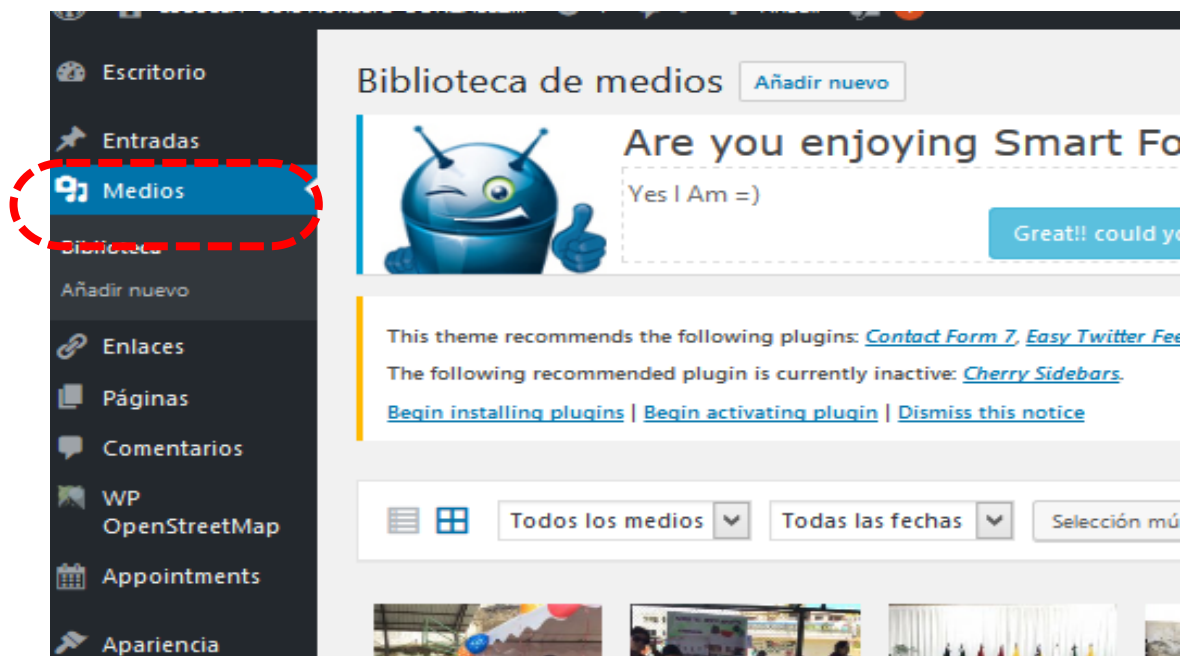 Escritorio
Entradas
Medios
Biblioteca
Añadir nuevo
Enlaces
Páginas
Comentarios
WP
OpenStreetMap
Appointments
Apariencia
Biblioteca de medios Añadir nuevo
Are you enjoying Smart Fo
Yes I Am =)
Great!! could yo
This theme recommends the following plugins: Contact Form 7, Easy Twitter Fee
The following recommended plugin is currently inactive: Cherry Sidebars.
Begin installing plugins | Begin activating plugin | Dismiss this notice
Todos los medios Todas las fechas Selección mú